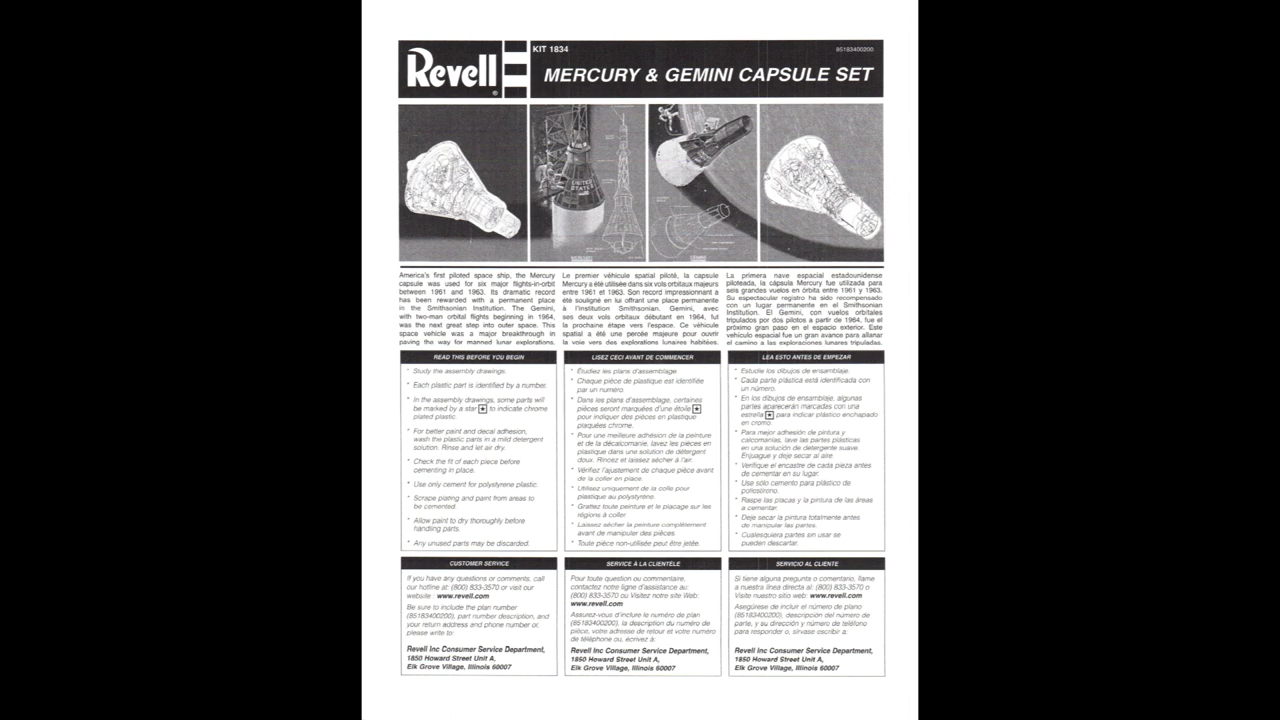 Revell
®
KIT 1834
85183400200
MERCURY & GEMINI CAPSULE SET
UNITED
STATES
America's first piloted space ship, the Mercury
capsule was used for six major flights-in-orbit
between 1961 and 1963. Its dramatic record
has been rewarded with a permanent place
in the Smithsonian Institution. The Gemini,
with two-man orbital flights beginning in 1964,
was the next great step into outer space. This
space vehicle was a major breakthrough in
paving the way for manned lunar explorations.
Le premier véhicule spatial piloté, la capsule
Mercury a été utilisée dans six vols orbitaux majeurs
entre 1961 et 1963. Son record impressionnant a
été souligné en lui offrant une place permanente
à l'institution Smithsonian. Gemini, avec
ses deux vols orbitaux débutant en 1964, fut
la prochaine étape vers l'espace. Ce véhicule
spatial a été une percée majeure pour ouvrir
la voie vers des explorations lunaires habitées.
La primera nave espacial estadounidense
piloteada, la cápsula Mercury fue utilizada para
seis grandes vuelos en órbita entre 1961 y 1963.
Su espectacular registro ha sido recompensado
con un lugar permanente en el Smithsonian
Institution. El Gemini, con vuelos orbitales
tripulados por dos pilotos a partir de 1964, fue el
próximo gran paso en el espacio exterior. Este
vehículo espacial fue un gran avance para allanar
el camino a las exploraciones lunares tripuladas.
READ THIS BEFORE YOU BEGIN
* Study the assembly drawings.
* Each plastic part is identified by a number.
* In the assembly drawings, some parts will
be marked by a star ★ to indicate chrome
plated plastic.
* For better paint and decal adhesion,
wash the plastic parts in a mild detergent
solution. Rinse and let air dry.
* Check the fit of each piece before
cementing in place.
* Use only cement for polystyrene plastic.
* Scrape plating and paint from areas to
be cemented.
* Allow paint to dry thoroughly before
handling parts.
* Any unused parts may be discarded.
LISEZ CECI AVANT DE COMMENCER
* Étudiez les plans d'assemblage
* Chaque pièce de plastique est identifiée
par un numéro.
* Dans les plans d'assemblage, certaines
pièces seront marquées d'une étoile ★
pour indiquer des pièces en plastique
plaquées chrome.
* Pour une meilleure adhésion de la peinture
et de la décalcomanie, lavez les pièces en
plastique dans une solution de détergent
doux. Rincez et laissez sécher à l'air.
* Vérifiez l'ajustement de chaque pièce avant
de la coller en place.
* Utilisez uniquement de la colle pour
plastique au polystyrène.
* Grattez toute peinture et le placage sur les
régions à coller
* Laissez sécher la peinture complètement
avant de manipuler des pièces.
* Toute pièce non-utilisée peut être jetée.
LEA ESTO ANTES DE EMPEZAR
* Estudie los dibujos de ensamblaje.
* Cada parte plástica está identificada con
un número.
* En los dibujos de ensamblaje, algunas
partes aparecerán marcadas con una
estrella ★ para indicar plástico enchapado
en cromo.
* Para mejor adhesión de pintura y
calcomanías, lave las partes plásticas
en una solución de detergente suave.
Enjuague y deje secar al aire.
* Verifique el encastre de cada pieza antes
de cementar en su lugar.
* Use sólo cemento para plástico de
poliestireno.
* Raspe las placas y la pintura de las áreas
a cementar.
* Deje secar la pintura totalmente antes
de manipular las partes.
* Cualesquiera partes sin usar se
pueden descartar.
CUSTOMER SERVICE
If you have any questions or comments, call
our hotline at: (800) 833-3570 or visit our
website : www.revell.com
Be sure to include the plan number
(85183400200), part number description, and
your return address and phone number or,
please write to:
Revell Inc Consumer Service Department,
1850 Howard Street Unit A,
Elk Grove Village, Illinois 60007
SERVICE À LA CLIENTÈLE
Pour toute question ou commentaire,
contactez notre ligne d'assistance au:
(800) 833-3570 ou Visitez notre site Web:
www.revell.com
Assurez-vous d'inclure le numéro de plan
(85183400200), la description du numéro de
pièce, votre adresse de retour et votre numéro
de téléphone ou, écrivez à:
Revell Inc Consumer Service Department,
1850 Howard Street Unit A,
Elk Grove Village, Illinois 60007
SERVICIO AL CLIENTE
Si tiene alguna pregunta o comentario, llame
a nuestra línea directa al: (800) 833-3570 o
Visite nuestro sitio web: www.revell.com
Asegúrese de incluir el número de plano
(85183400200), descripción del número de
parte, y su dirección y número de teléfono
para responder o, sírvase escribir a:
Revell Inc Consumer Service Department,
1850 Howard Street Unit A,
Elk Grove Village, Illinois 60007